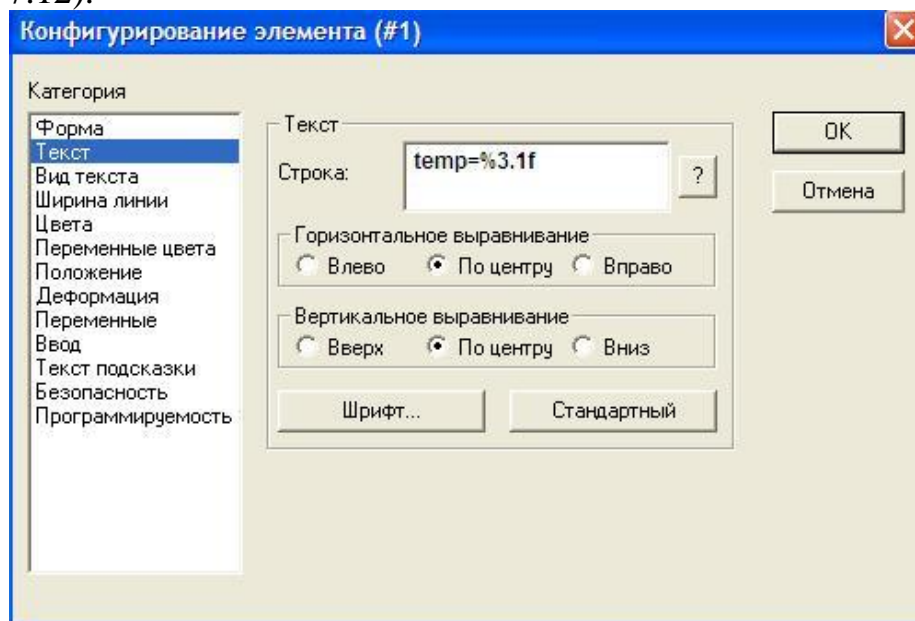 7.12).
Конфигурирование элемента (#1)
Категория
Форма
Текст
Вид текста
Ширина линии
Цвета
Переменные цвета
Положение
Деформация
Переменные
Ввод
Текст подсказки
Безопасность
Программируемость
Текст
Строка: temp=%3.1f ?
Горизонтальное выравнивание
Влево По центру Вправо
Вертикальное выравнивание
Вверх По центру Вниз
Шрифт... Стандартный
OK
Отмена